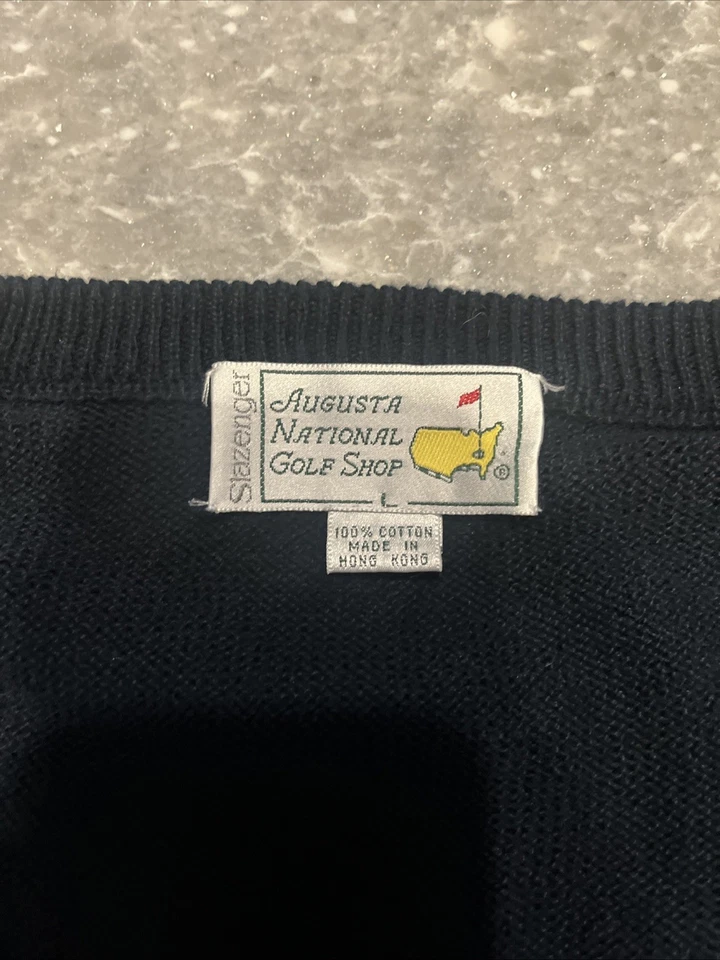 Slazenger
AUGUSTA
NATIONAL
GOLF SHOP
®
L
100% COTTON
MADE IN
HONG KONG